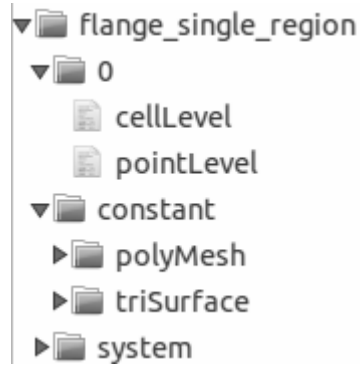 flange_single_region
0
cellLevel
pointLevel
constant
polyMesh
triSurface
system